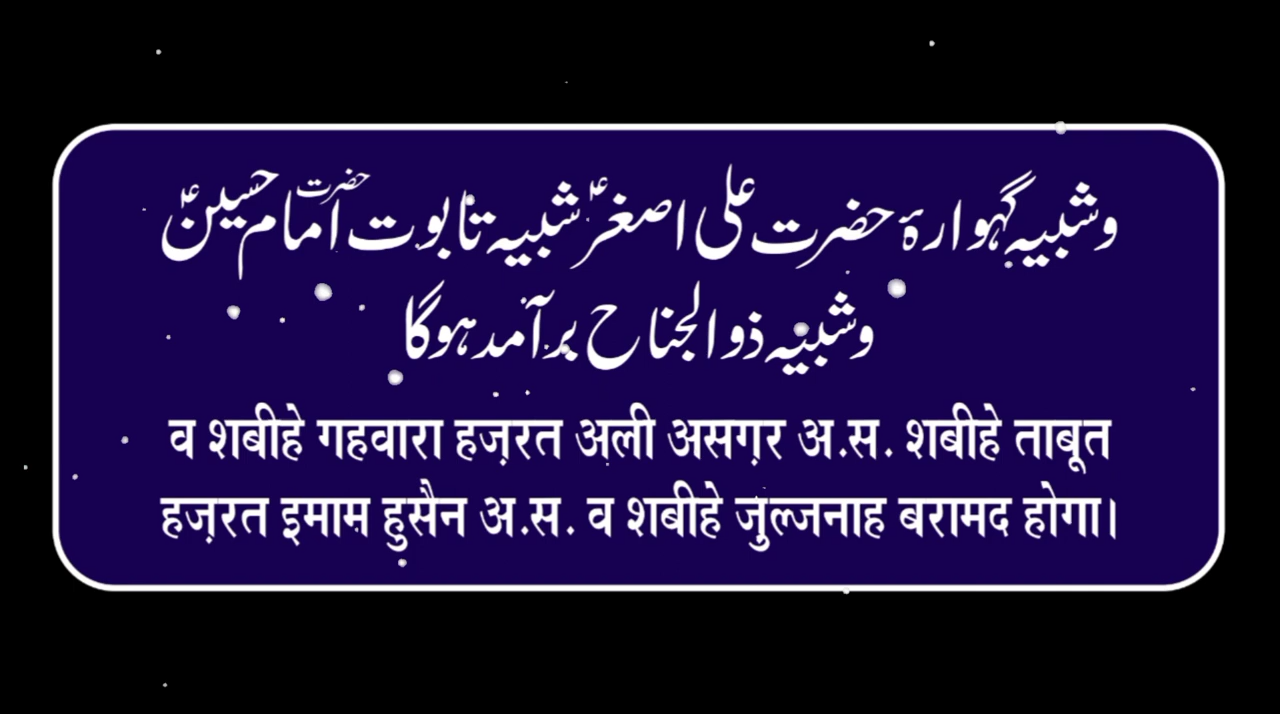 وشبیہ گہوارۂ حضرت علی اصغرؑ شبیہ تابوت حضرت امام حسینؑ
وشبیہ ذوالجناح برآمد ہوگا
व शबीहे गहवारा हज़रत अली असग़र अ.स. शबीहे ताबूत
हज़रत इमाम हुसैन अ.स. व शबीहे जुल्जनाह बरामद होगा।